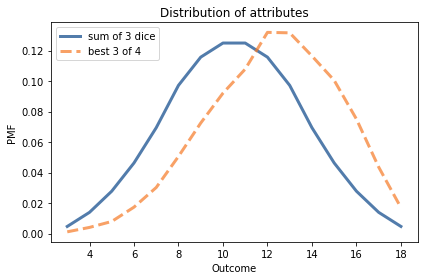 Distribution of attributes
sum of 3 dice
best 3 of 4
0.12
0.10
0.08
0.06
0.04
0.02
0.00
PMF
4 6 8 10 12 14 16 18
Outcome